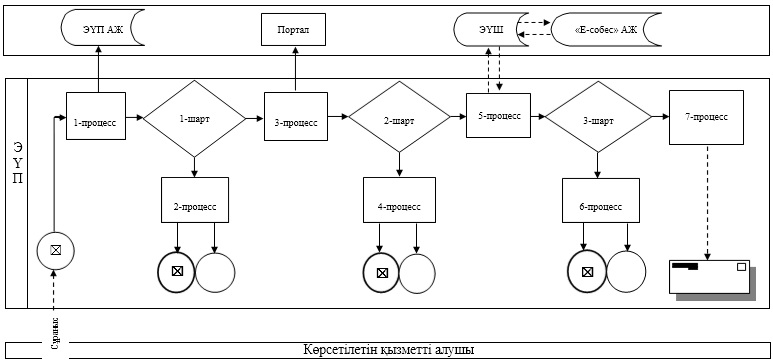 ЭҮП АЖ
Портал
ЭҮШ
«Е-собес» АЖ
1-процесс
1-шарт
3-процесс
2-шарт
5-процесс
3-шарт
7-процесс
Э
Ү
П
2-процесс
4-процесс
6-процесс
Сұраныс
Көрсетілетін қызметті алушы